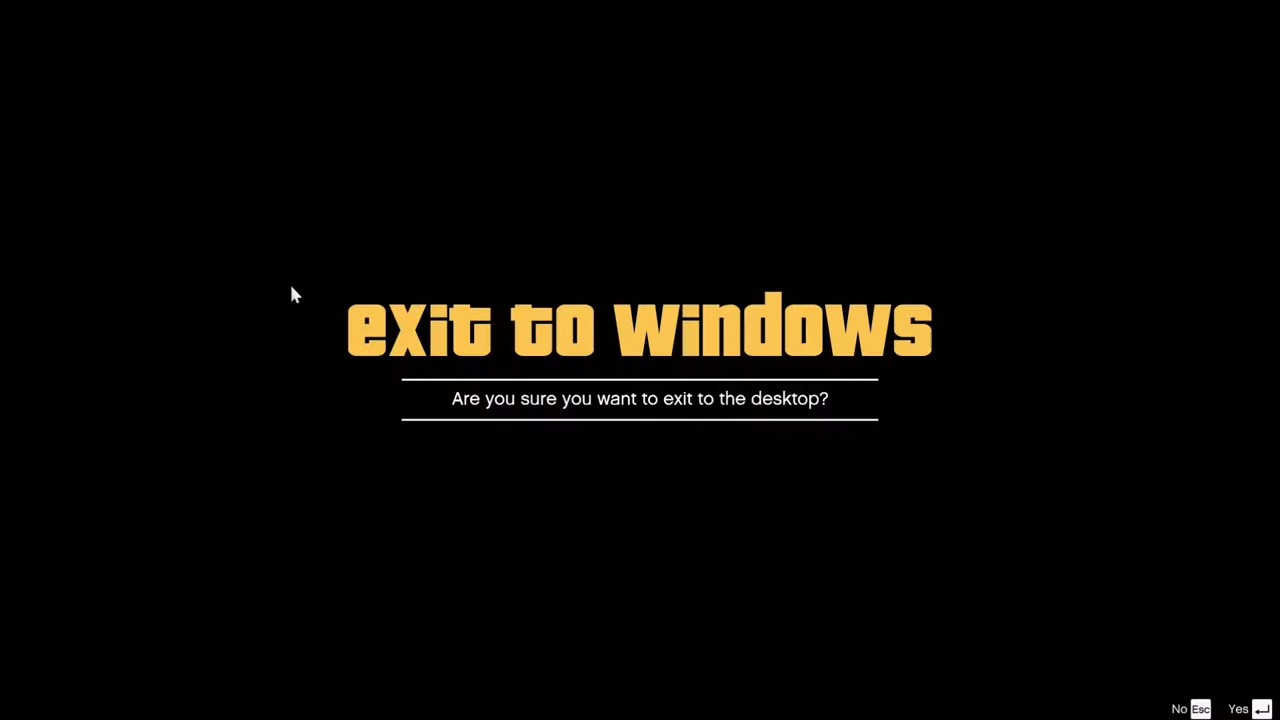 exit to windows
Are you sure you want to exit to the desktop?
No Esc Yes